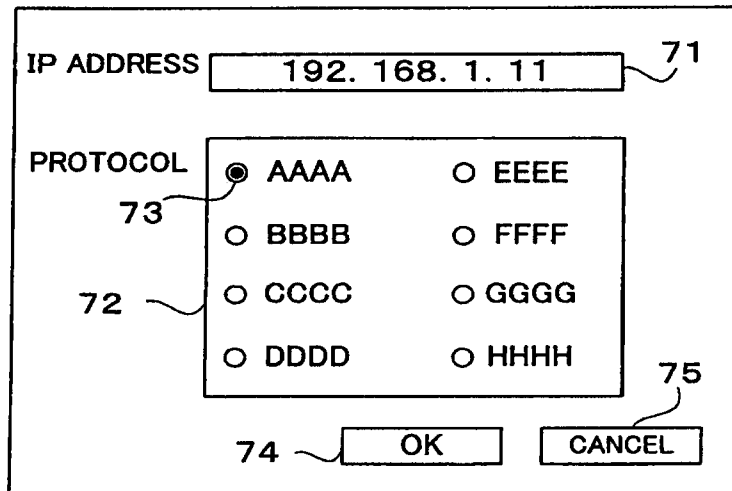 IP ADDRESS 192. 168. 1. 11 71
PROTOCOL
AAAA EEEE
73
BBBB FFFF
72 CCCC GGGG
DDDD HHHH
75
74 OK CANCEL